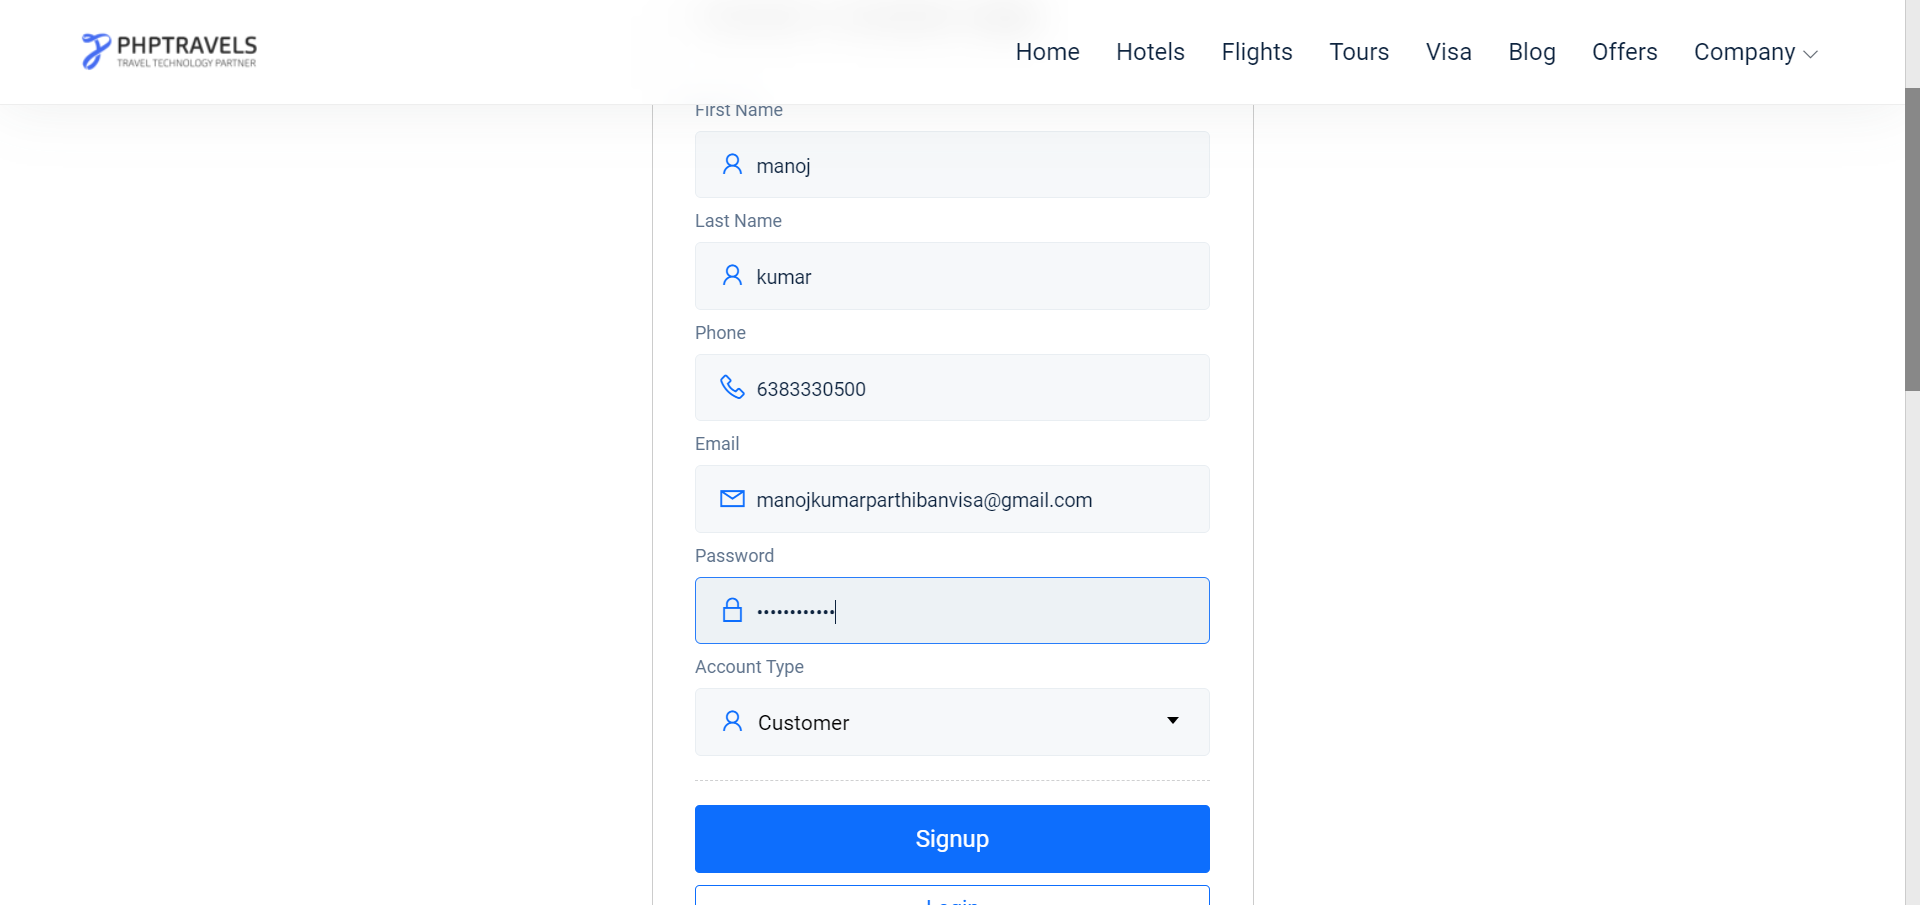 PHPTRAVELS
TRAVEL TECHNOLOGY PARTNER
Home Hotels Flights Tours Visa Blog Offers Company
First Name
manoj
Last Name
kumar
Phone
6383330500
Email
manojkumarparthibanvisa@gmail.com
Password
••••••••••••
Account Type
Customer
Signup
Login